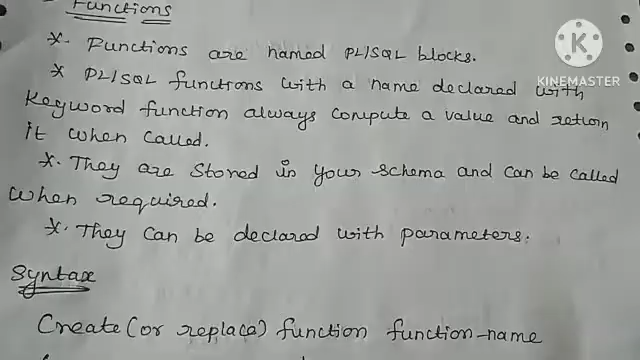 Functions
*. Functions are named PL/SQL blocks.
* PL/SQL functions with a name declared with
keyword function always compute a value and return
it when called.
*. They are stored in your schema and can be called
when required.
*. They can be declared with parameters.
Syntax
Create (or replaca) function function-name
K
KINEMASTER